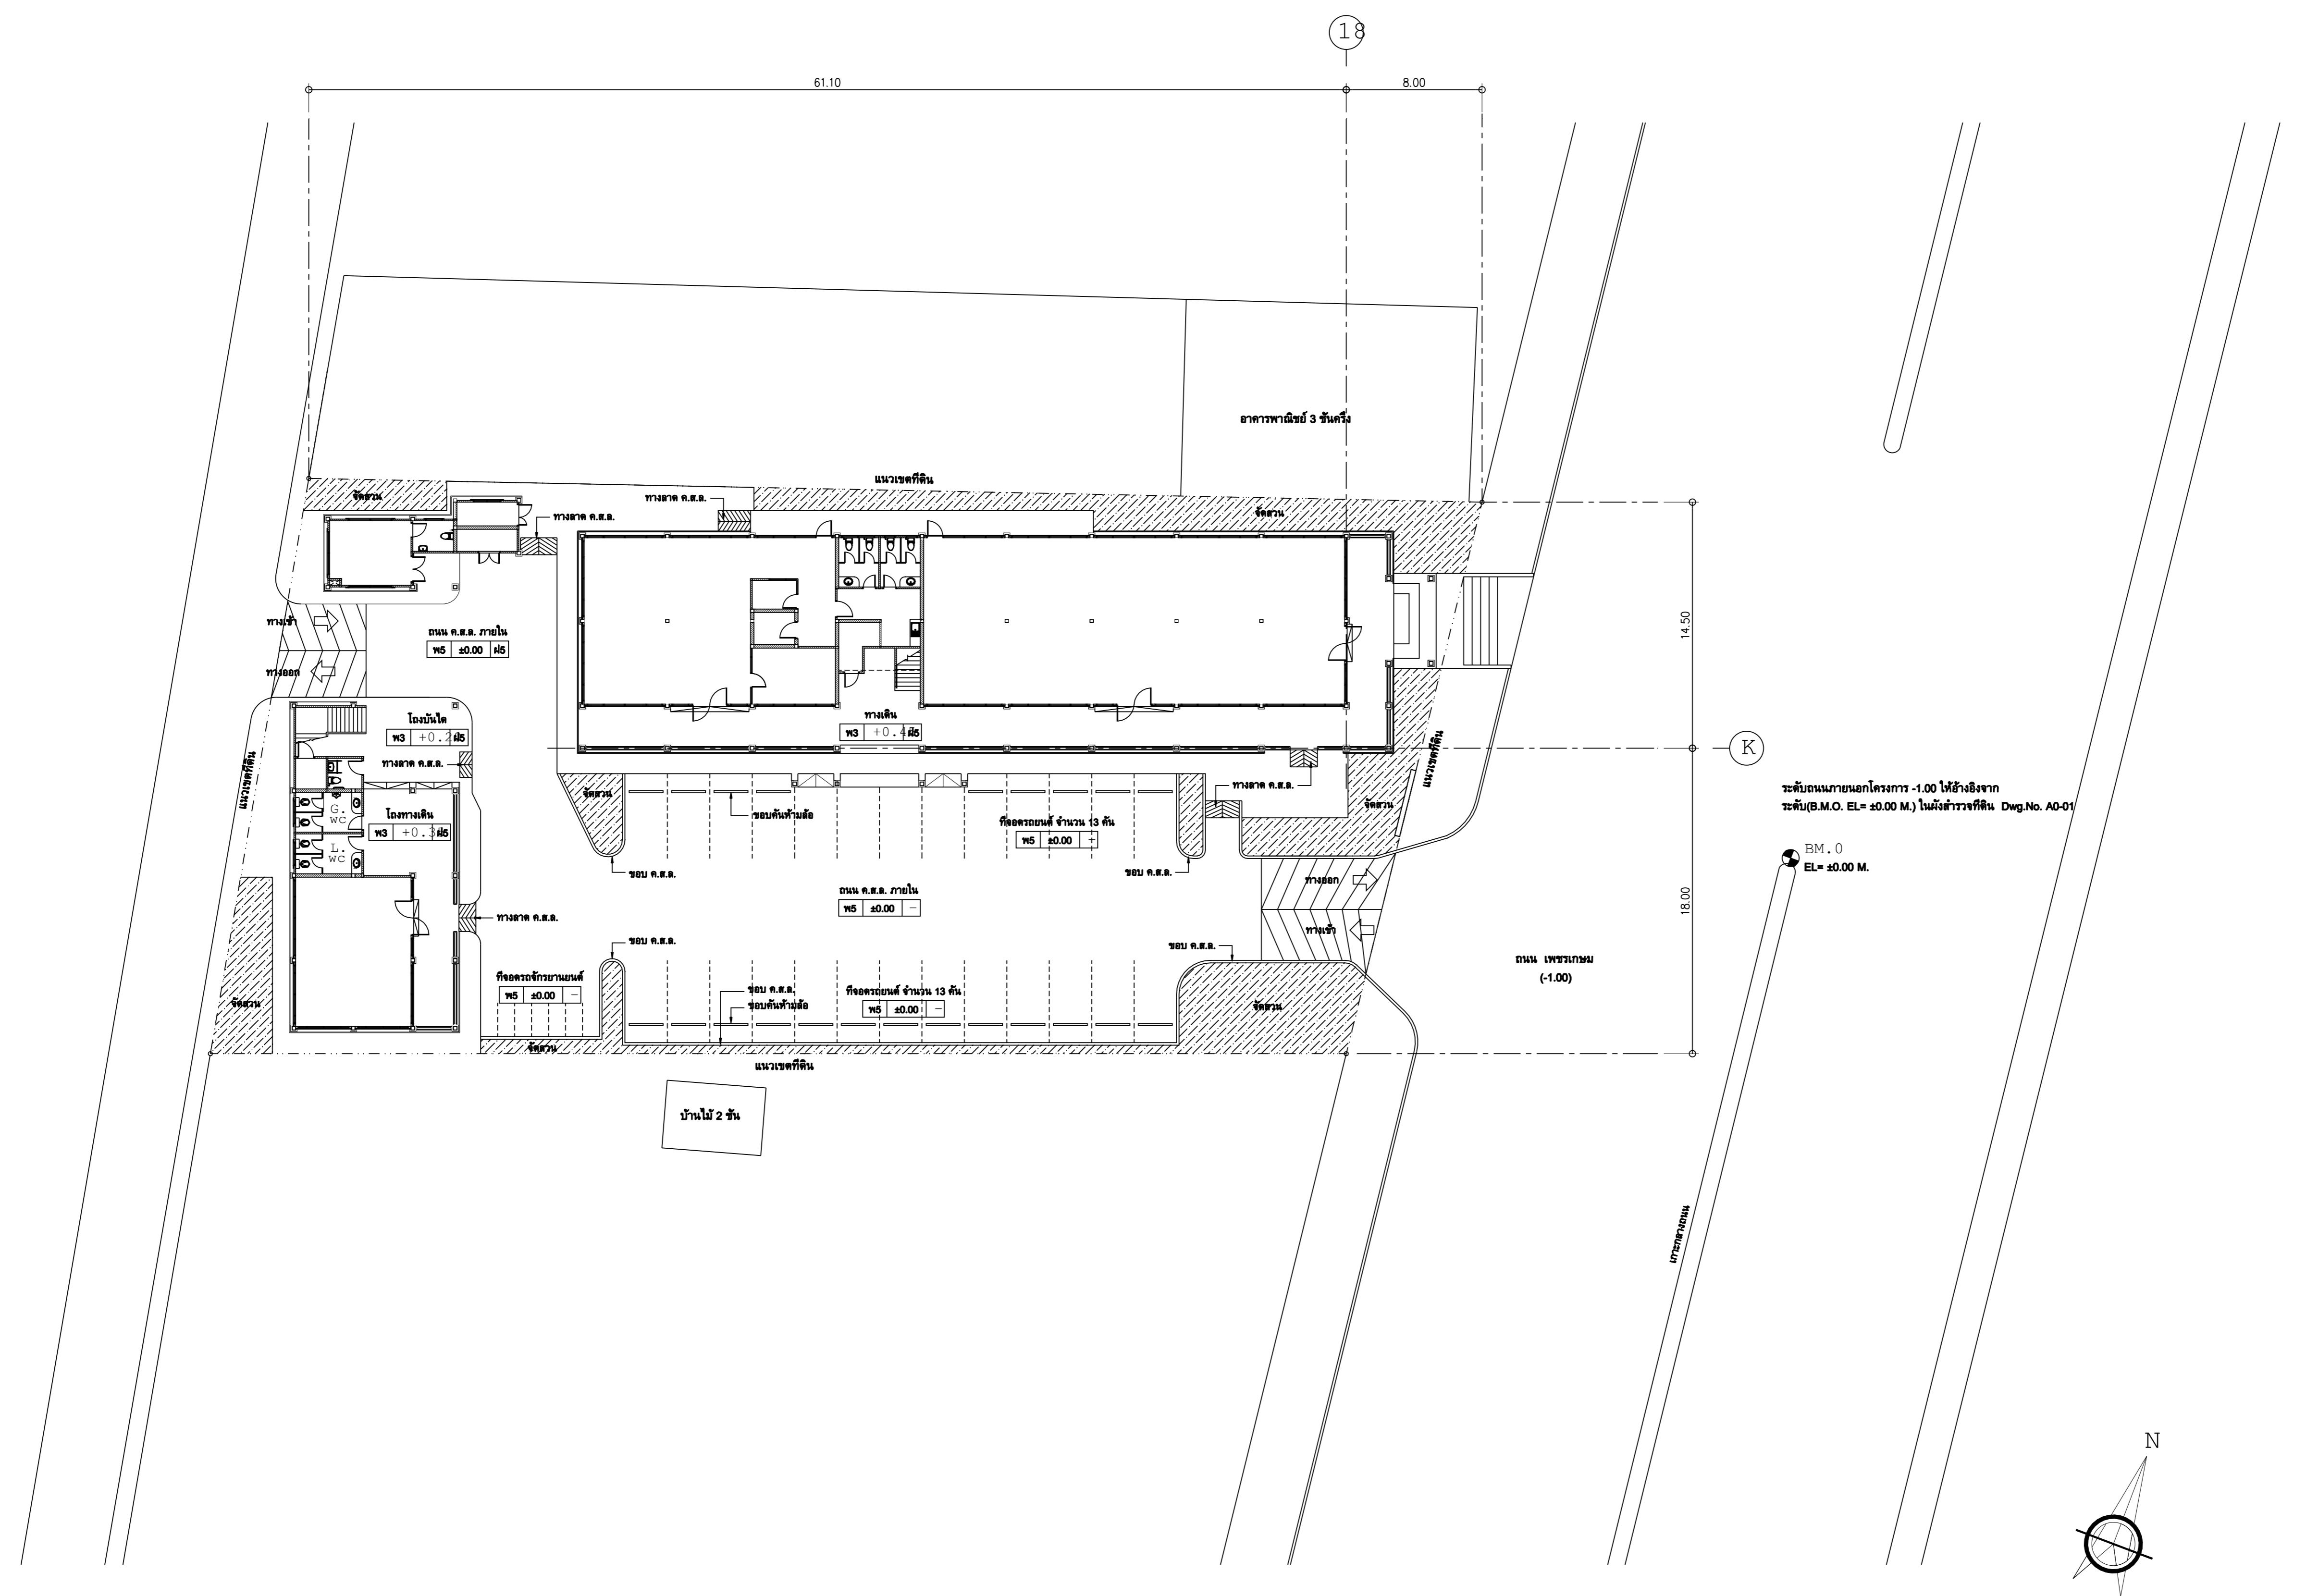 18
61.10
8.00
อาคารพาณิชย์ 3 ชั้นครึ่ง
แนวเขตที่ดิน
จัดสวน
ทางลาด ค.ส.ล.
ทางลาด ค.ส.ล.
จัดสวน
ทางเข้า
ถนน ค.ส.ล. ภายใน
พ5 ±0.00 ฝ5
ทางออก
14.50
โถงบันได
พ3 +0.2 ฝ5
ทางเดิน
พ3 +0.4 ฝ5
K
ทางลาด ค.ส.ล.
แนวเขตที่ดิน
แนวเขตที่ดิน
ทางลาด ค.ส.ล.
จัดสวน
จัดสวน
ระดับถนนภายนอกโครงการ -1.00 ให้อ้างอิงจาก
ระดับ(B.M.O. EL= ±0.00 M.) ในผังสำรวจที่ดิน Dwg.No. A0-01
G.
WC
โถงทางเดิน
พ3 +0.3 ฝ5
ขอบคันห้ามล้อ
ที่จอดรถยนต์ จำนวน 13 คัน
พ5 ±0.00 +
L.
WC
BM.0
EL= ±0.00 M.
ขอบ ค.ส.ล.
ขอบ ค.ส.ล.
ทางออก
ถนน ค.ส.ล. ภายใน
พ5 ±0.00 -
18.00
ทางลาด ค.ส.ล.
ทางเข้า
ขอบ ค.ส.ล.
ขอบ ค.ส.ล.
ถนน เพชรเกษม
(-1.00)
ที่จอดรถจักรยานยนต์
พ5 ±0.00 -
ขอบ ค.ส.ล.
ขอบคันห้ามล้อ
ที่จอดรถยนต์ จำนวน 13 คัน
พ5 ±0.00 -
จัดสวน
จัดสวน
จัดสวน
แนวเขตที่ดิน
บ้านไม้ 2 ชั้น
เกาะกลางถนน
N